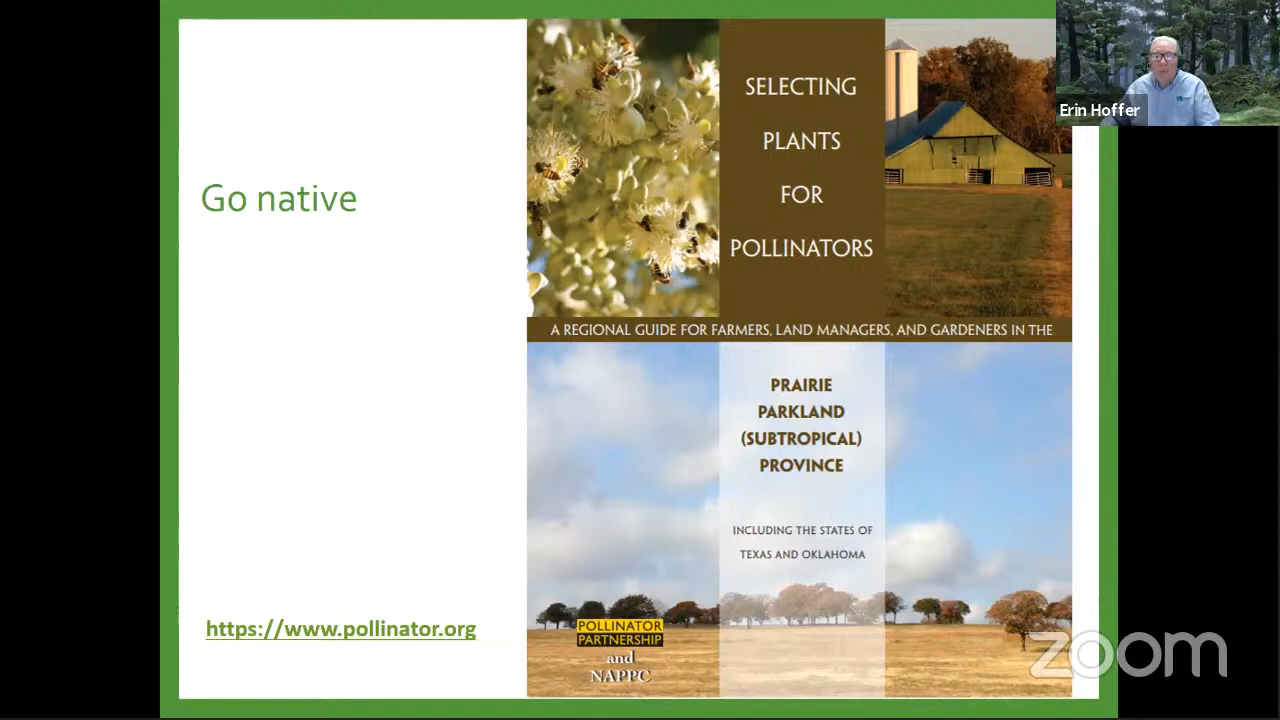 Go native
https://www.pollinator.org
SELECTING
PLANTS
FOR
POLLINATORS
A REGIONAL GUIDE FOR FARMERS, LAND MANAGERS, AND GARDENERS IN THE
PRAIRIE
PARKLAND
(SUBTROPICAL)
PROVINCE
INCLUDING THE STATES OF
TEXAS AND OKLAHOMA
POLLINATOR
PARTNERSHIP
and
NAPPC
Erin Hoffer
zoom